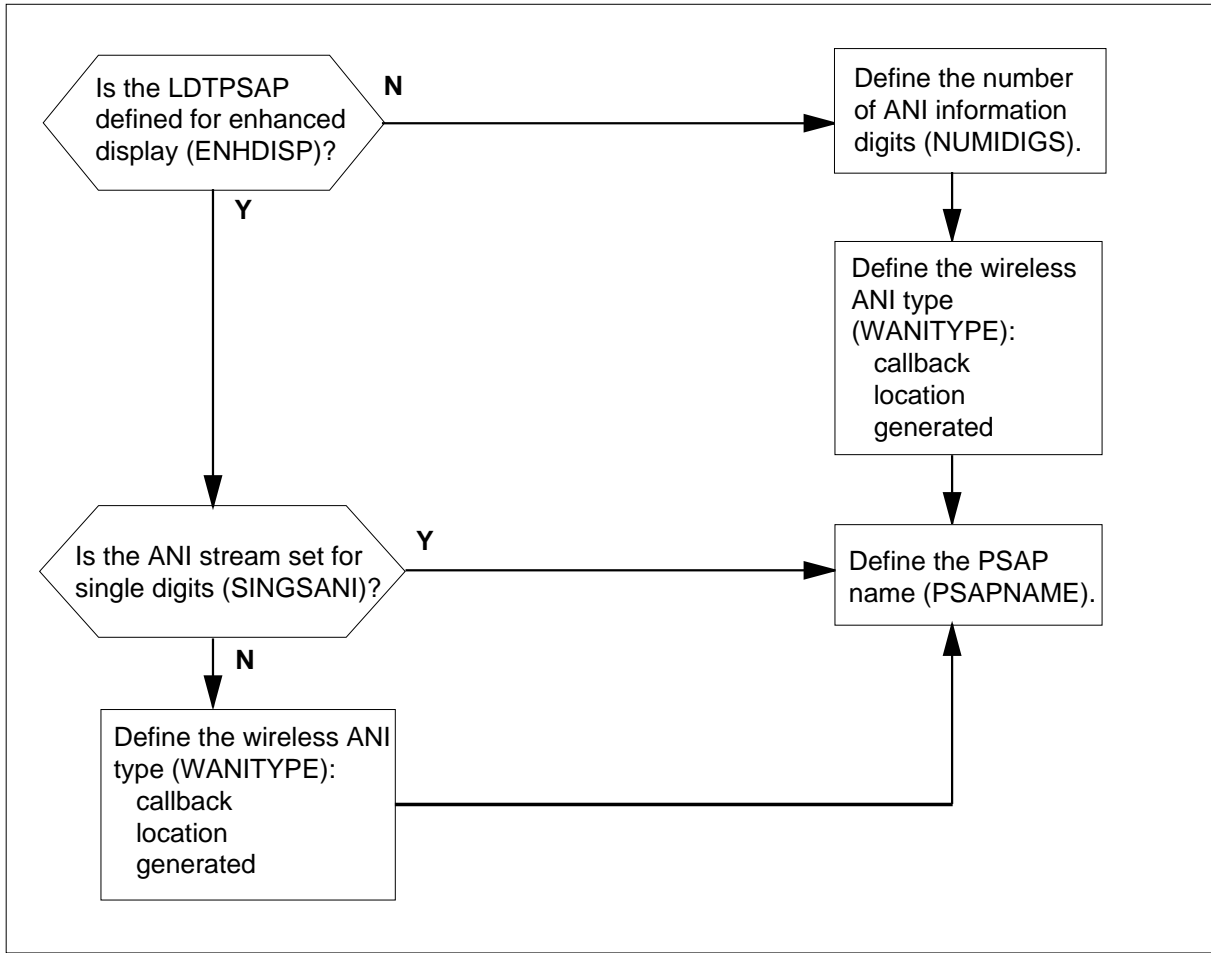 Is the LDTPSAP
defined for enhanced
display (ENHDISP)?
N
Y
Define the number
of ANI information
digits (NUMIDIGS).
Define the wireless
ANI type
(WANITYPE):
callback
location
generated
Is the ANI stream set for
single digits (SINGSANI)?
Y
N
Define the PSAP
name (PSAPNAME).
Define the wireless ANI
type (WANITYPE):
callback
location
generated